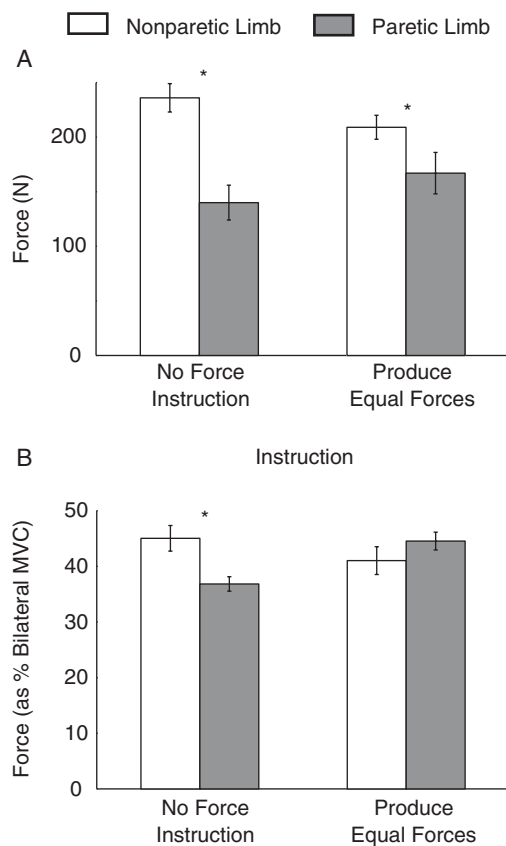 Nonparetic Limb Paretic Limb
A
*
*
Force (N)
200
100
0
No Force
Instruction
Produce
Equal Forces
B
Instruction
*
Force (as % Bilateral MVC)
50
40
30
20
10
0
No Force
Instruction
Produce
Equal Forces